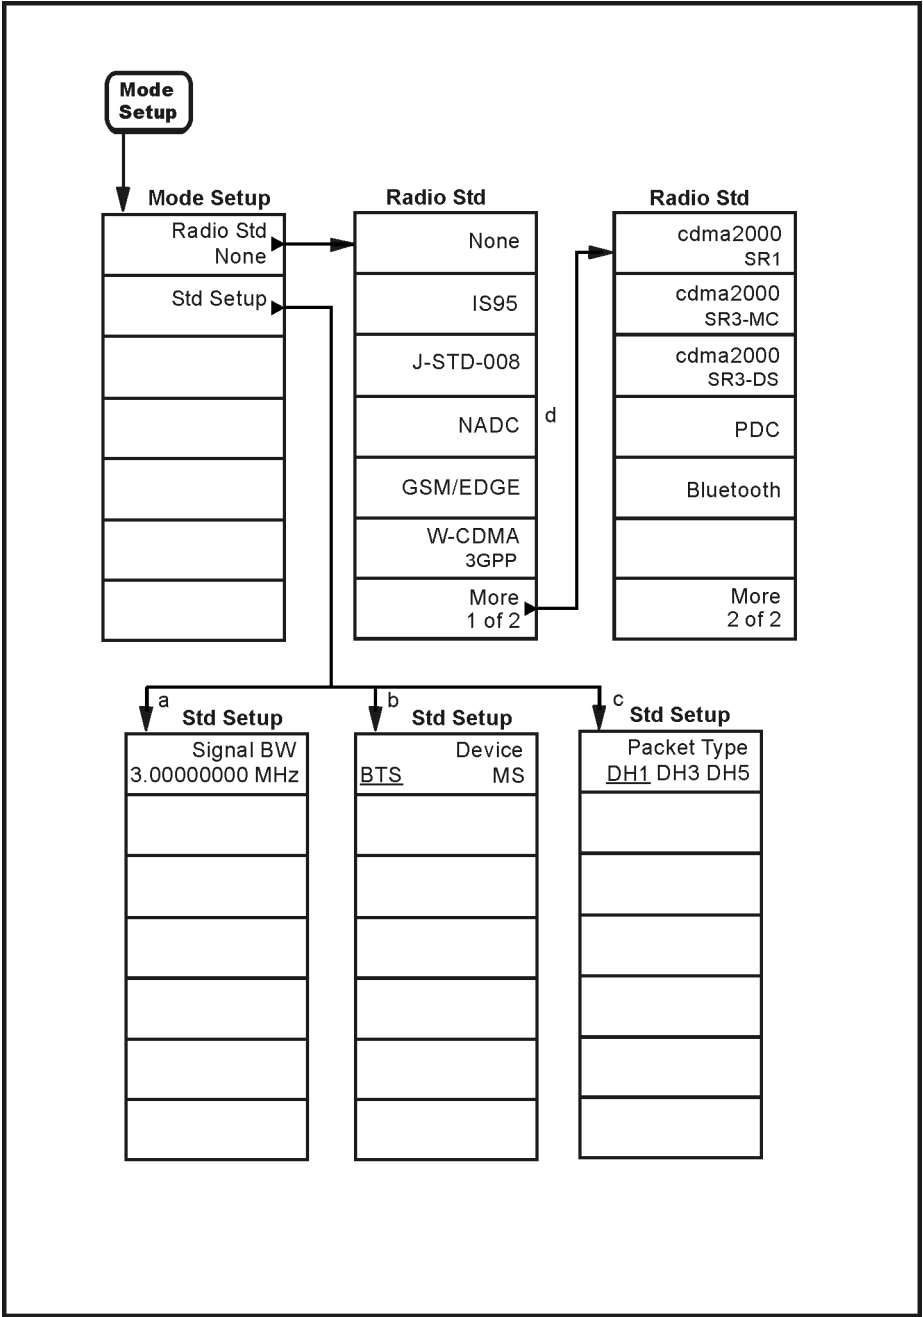 Mode
Setup
Mode Setup
Radio Std
None
Std Setup
Radio Std
None
IS95
J-STD-008
NADC
GSM/EDGE
W-CDMA
3GPP
More
1 of 2
d
Radio Std
cdma2000
SR1
cdma2000
SR3-MC
cdma2000
SR3-DS
PDC
Bluetooth
More
2 of 2
a
Std Setup
Signal BW
3.00000000 MHz
b
Std Setup
Device
BTS MS
c
Std Setup
Packet Type
DH1 DH3 DH5